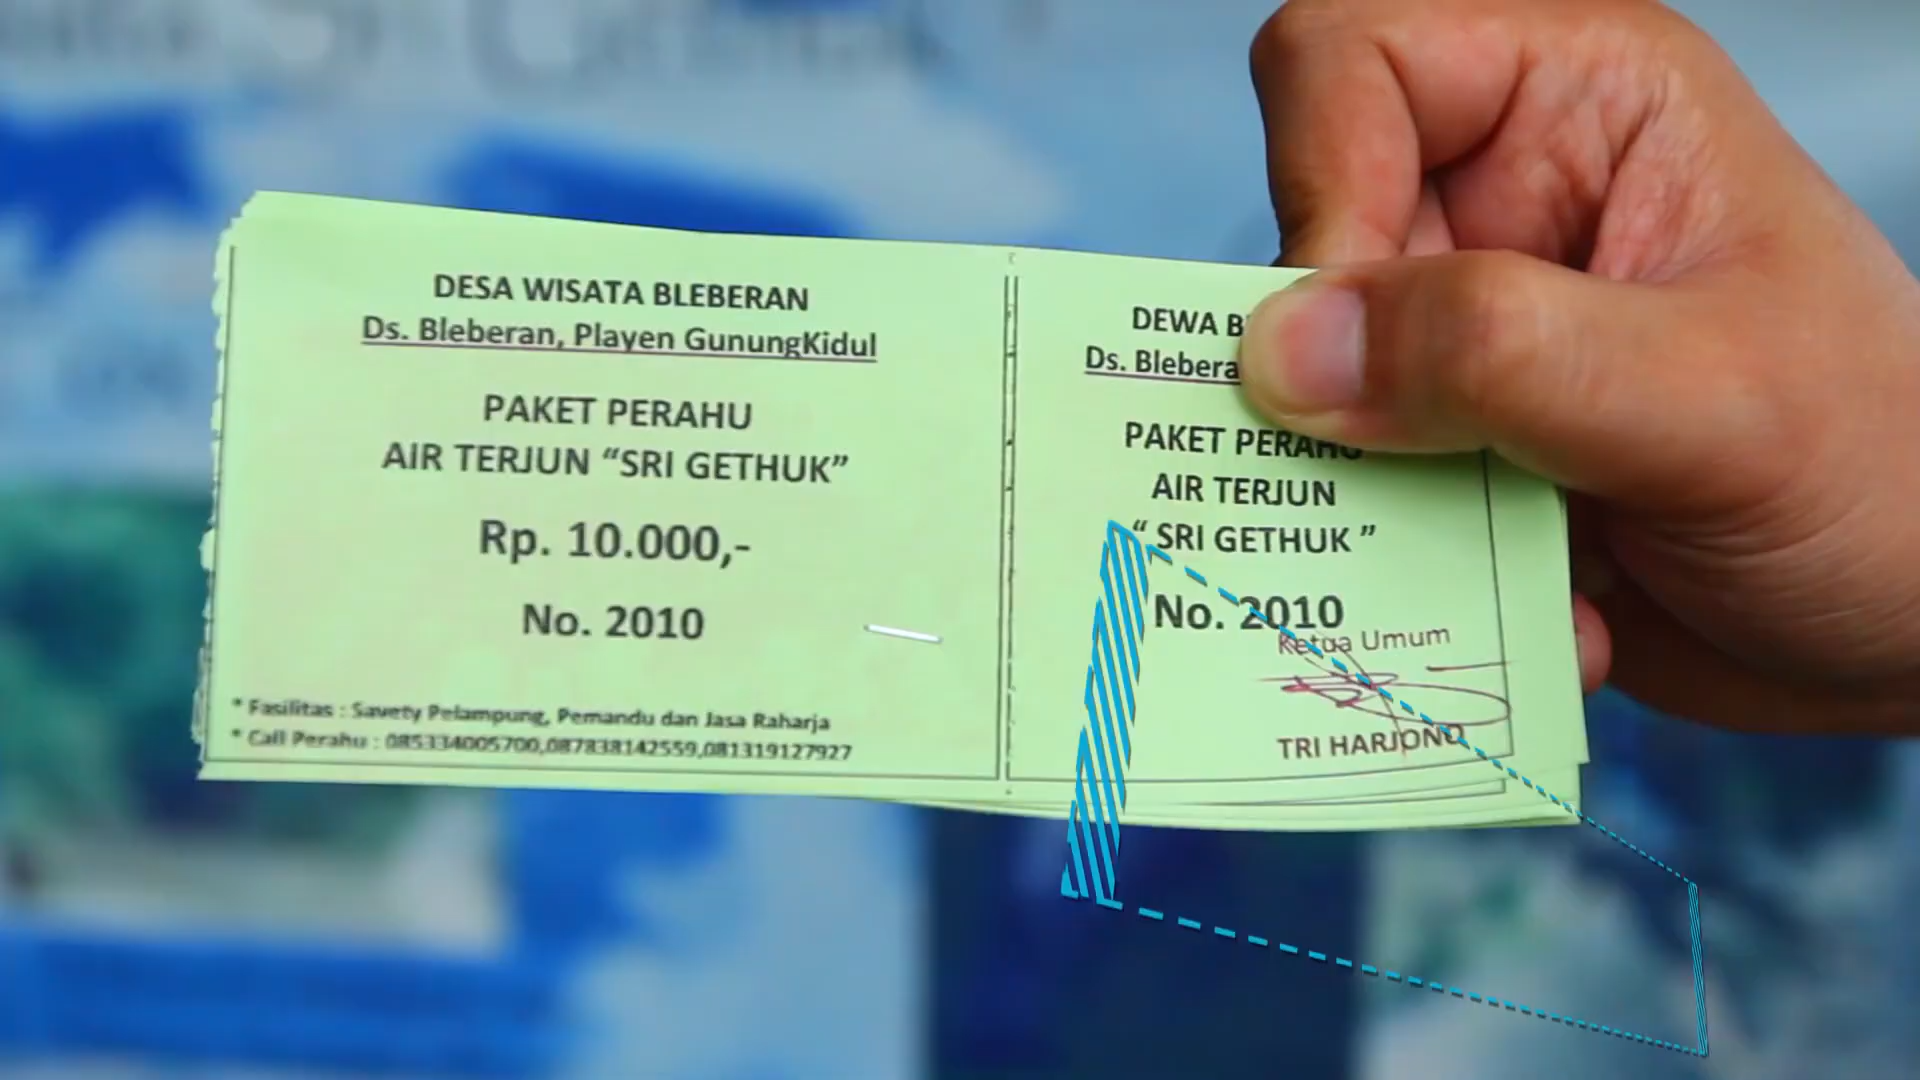 DESA WISATA BLEBERAN
Ds. Bleberan, Playen GunungKidul
PAKET PERAHU
AIR TERJUN “SRI GETHUK”
Rp. 10.000,-
No. 2010
* Fasilitas : Savety Pelampung, Pemandu dan Jasa Raharja
* Call Perahu : 085334005700,087838142559,081319127927
DEWA
Ds.
PAKET PERAHU
AIR TERJUN
“ SRI GETHUK ”
No. 2010
Ketua Umum
TRI HARJONO